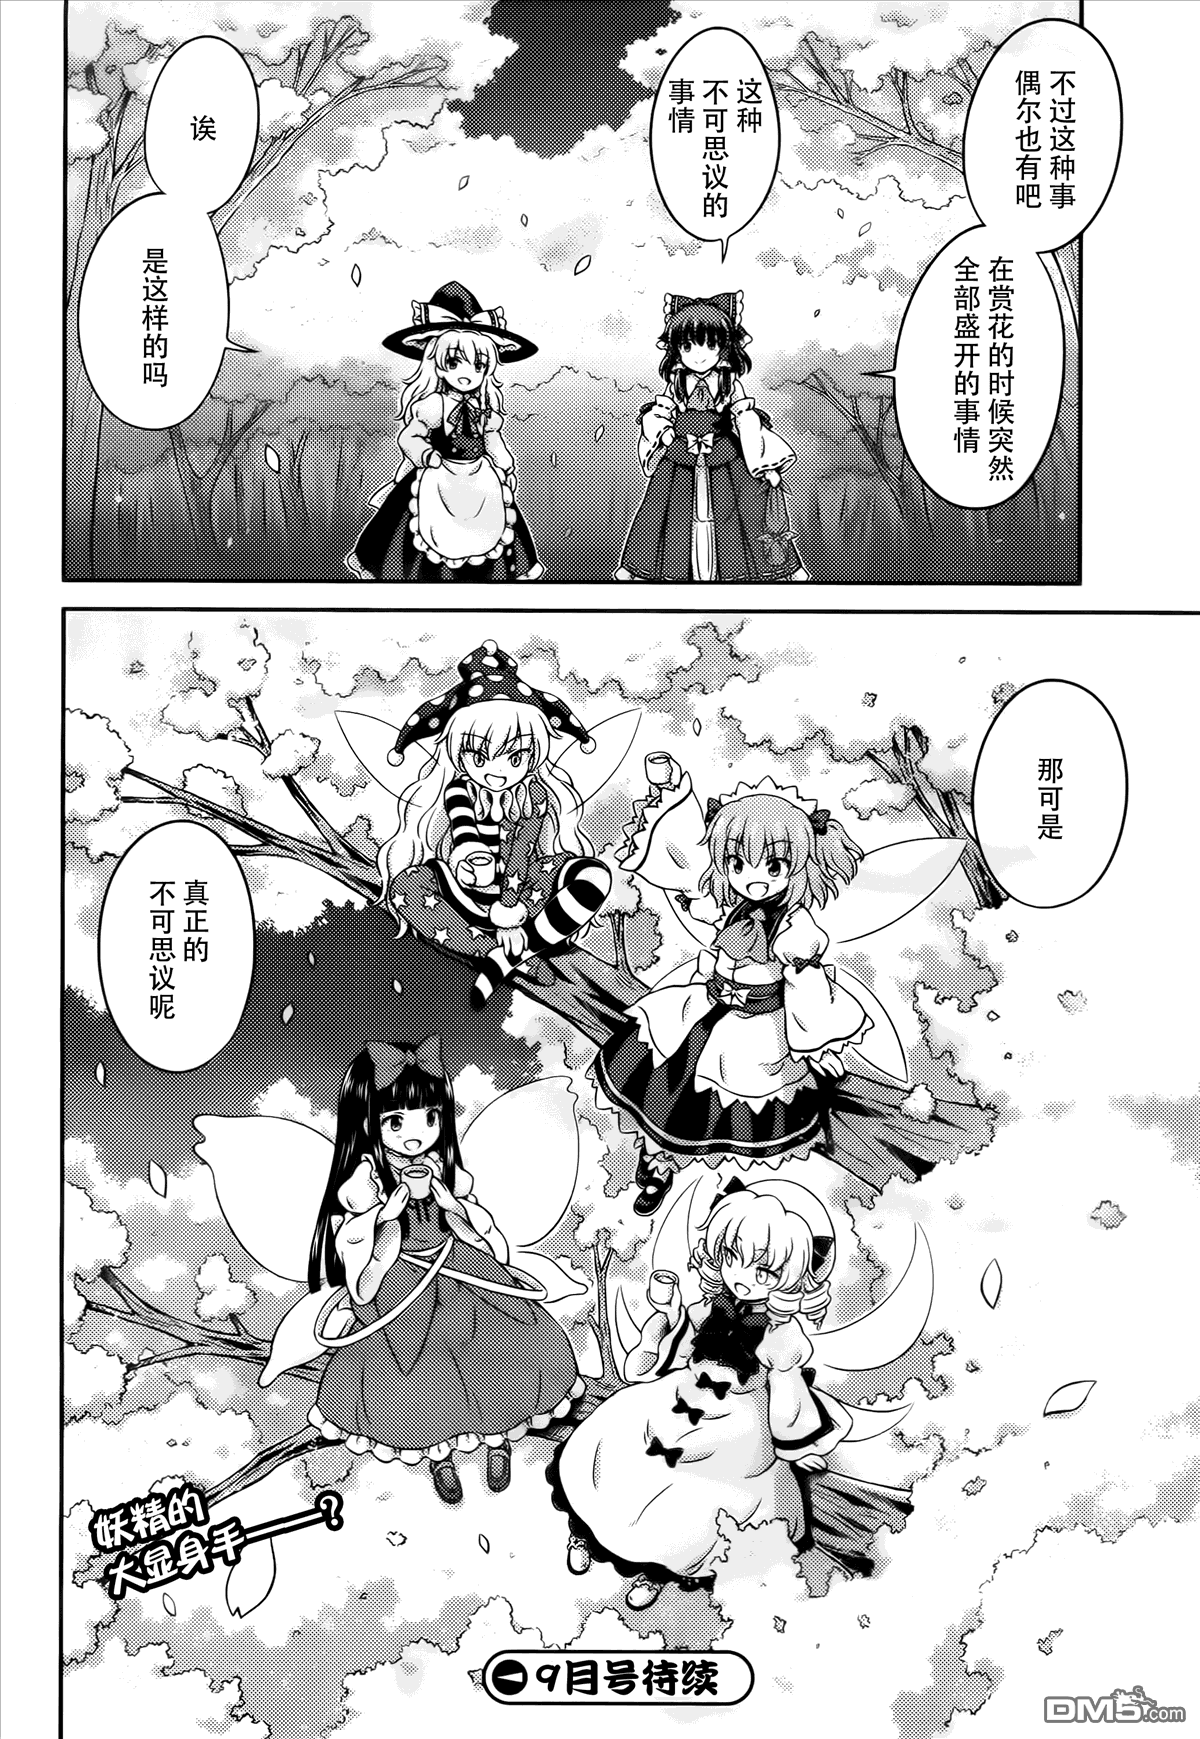 不过这种事
偶尔也有吧
在赏花的时候突然
全部盛开的事情
这种
不可思议的
事情
诶
是这样的吗
那可是
真正的
不可思议呢
妖精的
大显身手——?
9月号待续
DM5.com